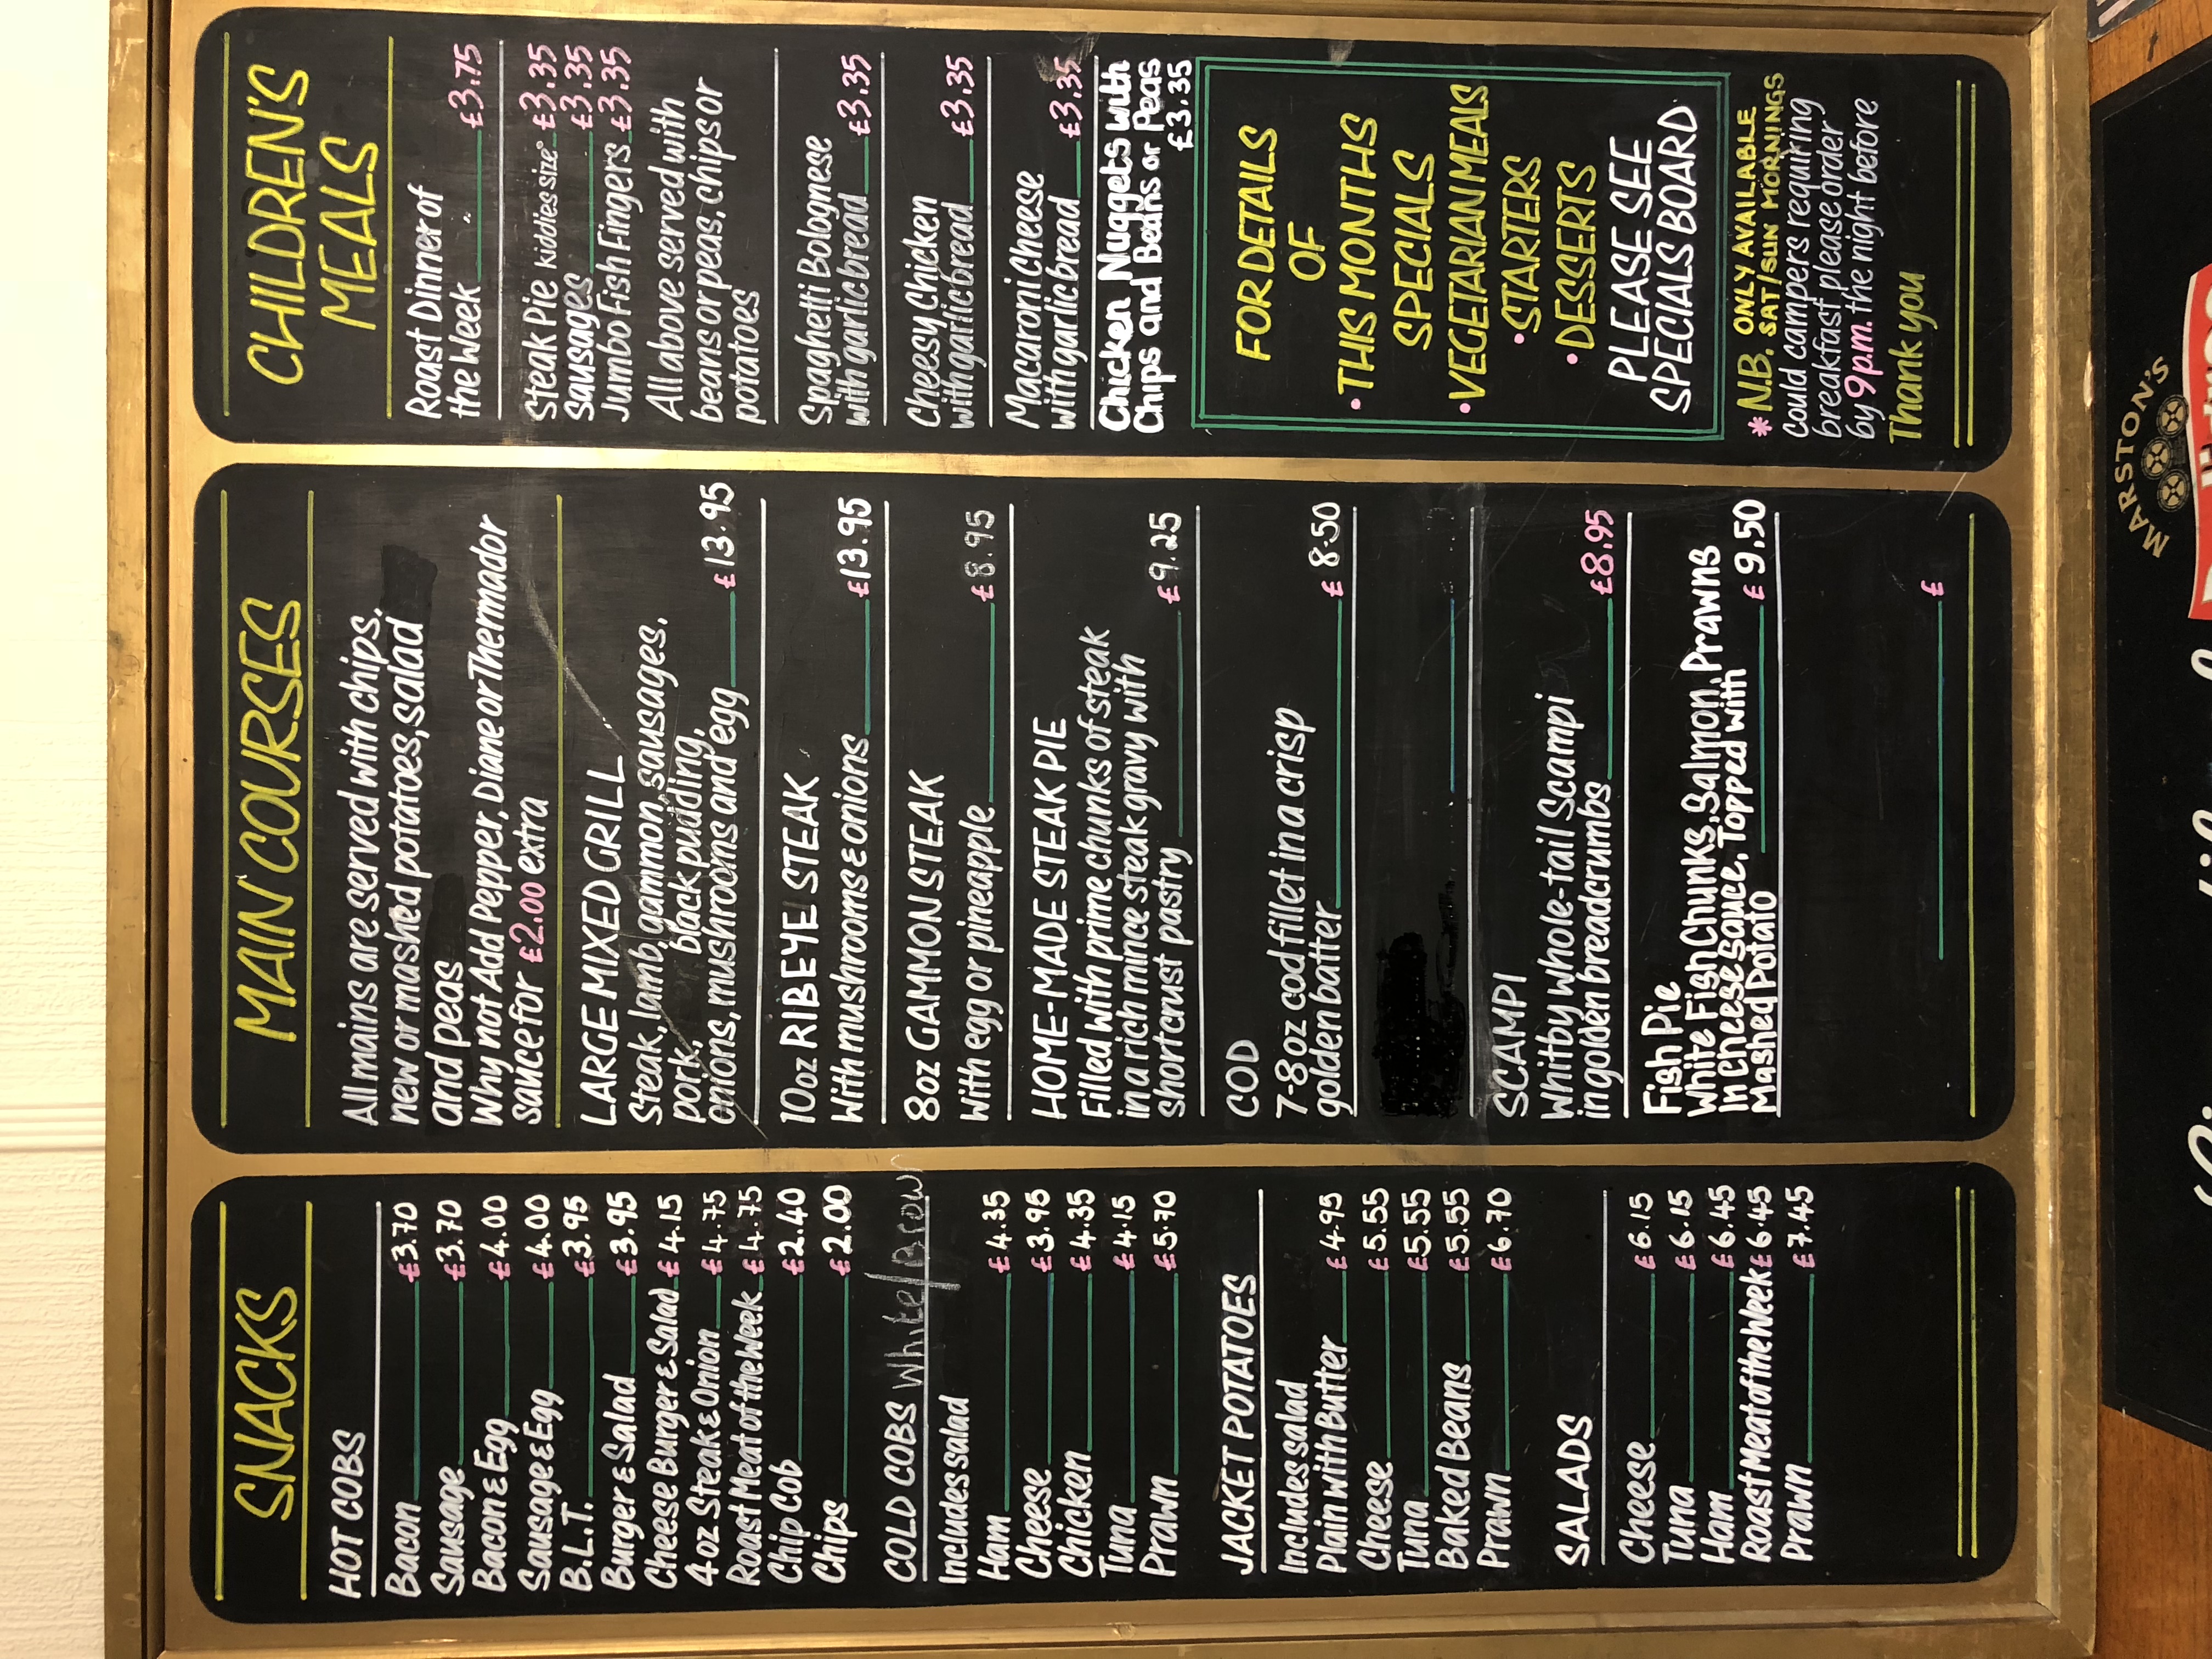 SNACKS
HOT COBS
Bacon £3.70
Sausage £3.70
Bacon & Egg £4.00
Sausage & Egg £4.00
B.L.T. £3.95
Burger & Salad £3.95
Cheese Burger & Salad £4.15
4oz Steak & Onion £4.75
Roast Meat of the Week £4.75
Chip Cob £2.40
Chips £2.00
COLD COBS White/Brown
Includes salad
Ham £4.35
Cheese £3.95
Chicken £4.35
Tuna £4.15
Prawn £5.70
JACKET POTATOES
Includes salad
Plain with Butter £4.95
Cheese £5.55
Tuna £5.55
Baked Beans £5.55
Prawn £6.70
SALADS
Cheese £6.15
Tuna £6.15
Ham £6.45
Roast Meat of the Week £6.45
Prawn £7.45
MAIN COURSES
All mains are served with chips,
new or mashed potatoes, salad
and peas
Why not Add Pepper, Diane or Thermador
sauce for £2.00 extra
LARGE MIXED GRILL
Steak, lamb, gammon, sausages,
pork, black pudding,
onions, mushrooms and egg £13.95
10oz RIBEYE STEAK
With mushrooms & onions £13.95
8oz GAMMON STEAK
With egg or pineapple £8.95
HOME-MADE STEAK PIE
Filled with prime chunks of steak
in a rich mince steak gravy with
shortcrust pastry £9.25
COD
7-8oz cod fillet in a crisp
golden batter £8.50
SCAMPI
Whitby whole-tail Scampi
in golden breadcrumbs £8.95
Fish Pie
White Fish Chunks, Salmon, Prawns
In Cheese Sauce, Topped with
Mashed Potato £9.50
£
CHILDREN'S
MEALS
Roast Dinner of
the Week £3.75
Steak Pie kiddies size £3.35
Sausages £3.35
Jumbo Fish Fingers £3.35
All above served with
beans or peas, chips or
potatoes
Spaghetti Bolognese
with garlic bread £3.35
Cheesy Chicken
with garlic bread £3.35
Macaroni Cheese
with garlic bread £3.35
Chicken Nuggets with
Chips and Beans or Peas
£3.35
FOR DETAILS
OF
• THIS MONTHS
SPECIALS
• VEGETARIAN MEALS
• STARTERS
• DESSERTS
PLEASE SEE
SPECIALS BOARD
* N.B. ONLY AVAILABLE
SAT/SUN MORNINGS
Could campers requiring
breakfast please order
by 9p.m. the night before
Thank you
MARSTON'S